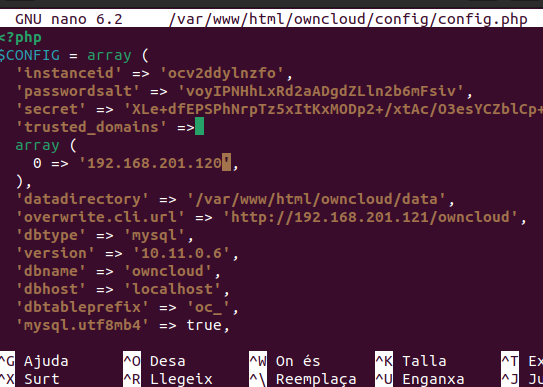 GNU nano 6.2 /var/www/html/owncloud/config/config.php
<?php
$CONFIG = array (
'instanceid' => 'ocv2ddylnzfo',
'passwordsalt' => 'voyIPNHhLxRd2aADgdZLln2b6mFsiv',
'secret' => 'XLe+dfEPSPhNrpTz5xItKxMODp2+/xtAc/O3esYCZblCp+
'trusted_domains' =>
array (
0 => '192.168.201.120',
),
'datadirectory' => '/var/www/html/owncloud/data',
'overwrite.cli.url' => 'http://192.168.201.121/owncloud',
'dbtype' => 'mysql',
'version' => '10.11.0.6',
'dbname' => 'owncloud',
'dbhost' => 'localhost',
'dbtableprefix' => 'oc_',
'mysql.utf8mb4' => true,
^G Ajuda ^O Desa ^W On és ^K Talla ^T Ex
^X Surt ^R Llegeix ^\ Reemplaça ^U Enganxa ^J Ju